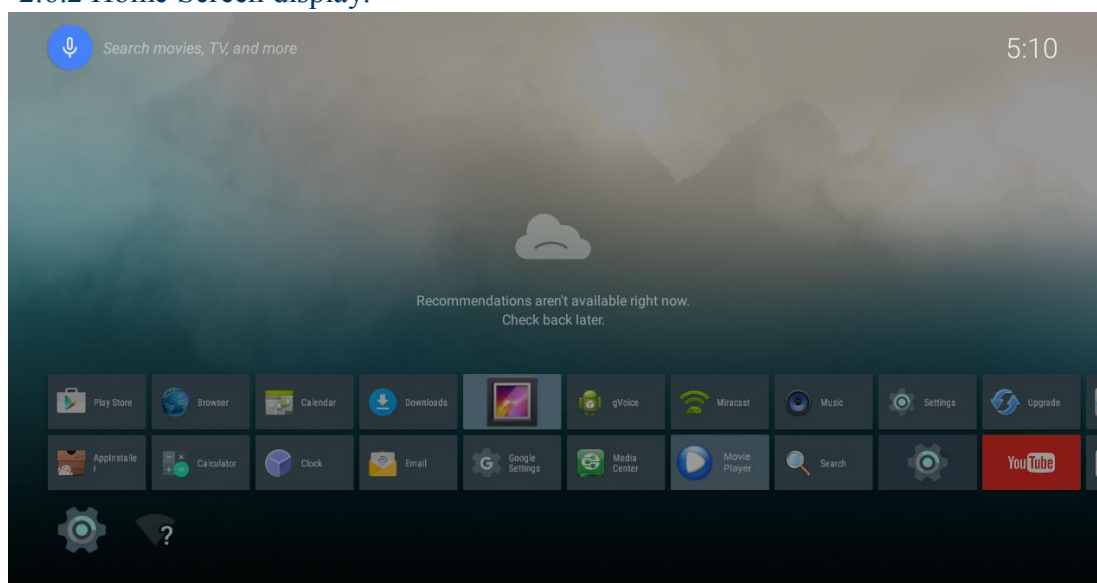 2.6.2 Home Screen display:
Search movies, TV, and more
5:10
Recommendations aren't available right now.
Check back later.
Play Store
Browser
Calendar
Downloads
gVoice
Miracast
Music
Settings
Upgrade
AppInstalle
r
Calculator
Clock
Email
G
Google
Settings
Media
Center
Movie
Player
Search
YouTube
?